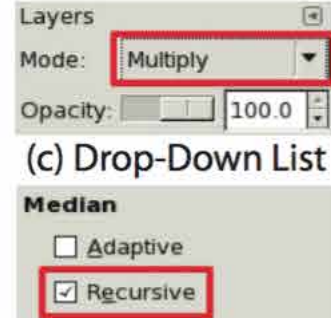 Layers
Mode: Multiply
Opacity: 100.0
(c) Drop-Down List
Median
Adaptive
Recursive